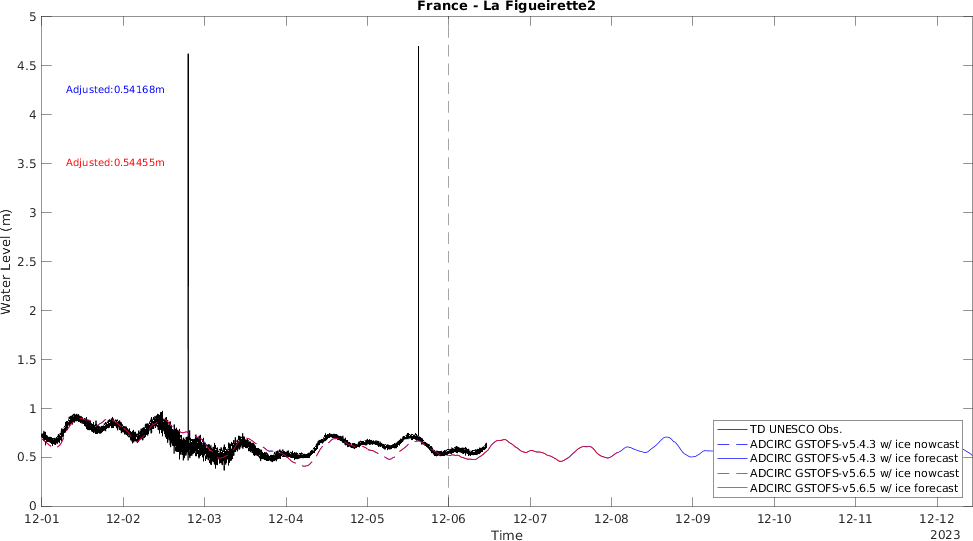 France - La Figueirette2
Water Level (m)
5
4.5
4
3.5
3
2.5
2
1.5
1
0.5
0
Adjusted:0.54168m
Adjusted:0.54455m
TD UNESCO Obs.
ADCIRC GSTOFS-v5.4.3 w/ ice nowcast
ADCIRC GSTOFS-v5.4.3 w/ ice forecast
ADCIRC GSTOFS-v5.6.5 w/ ice nowcast
ADCIRC GSTOFS-v5.6.5 w/ ice forecast
12-01 12-02 12-03 12-04 12-05 12-06 12-07 12-08 12-09 12-10 12-11 12-12
Time
2023